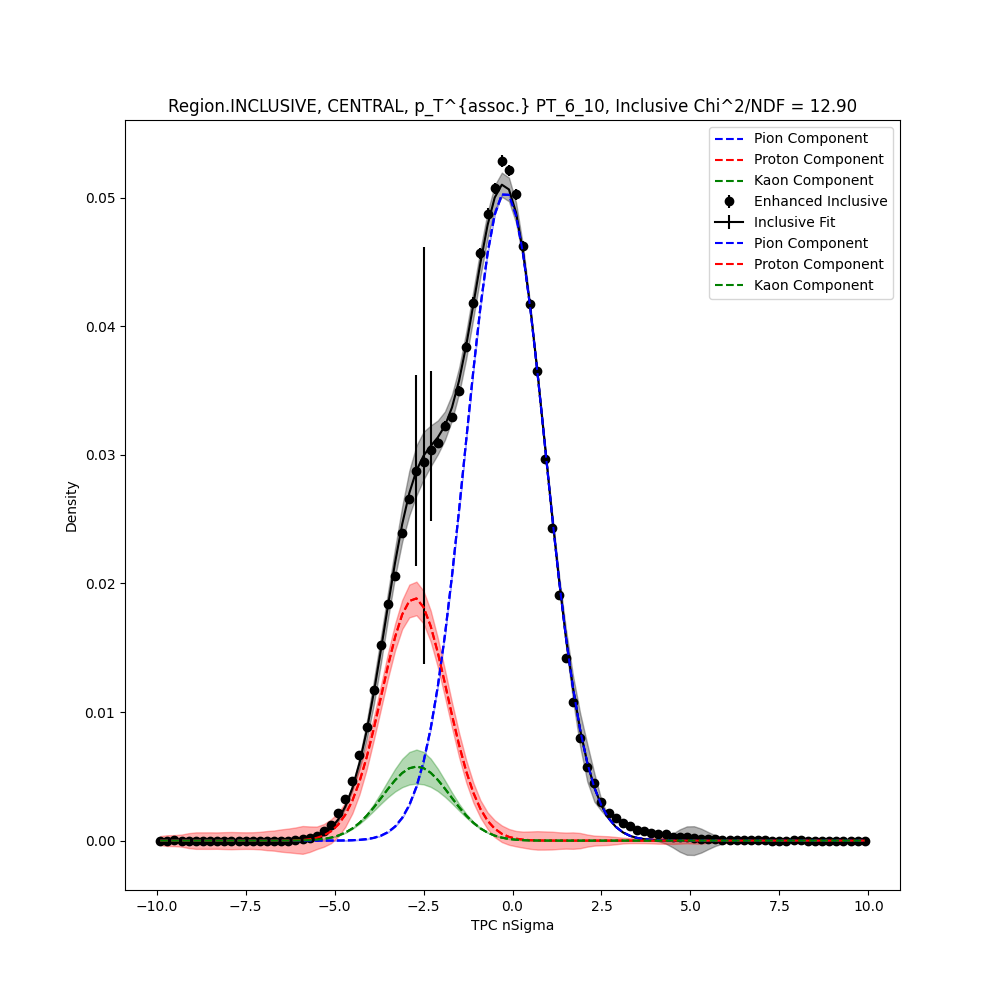 Region.INCLUSIVE, CENTRAL, p_T^{assoc.} PT_6_10, Inclusive Chi^2/NDF = 12.90
Pion Component
Proton Component
Kaon Component
Enhanced Inclusive
Inclusive Fit
Pion Component
Proton Component
Kaon Component
0.05
0.04
0.03
0.02
0.01
0.00
Density
−10.0 −7.5 −5.0 −2.5 0.0 2.5 5.0 7.5 10.0
TPC nSigma